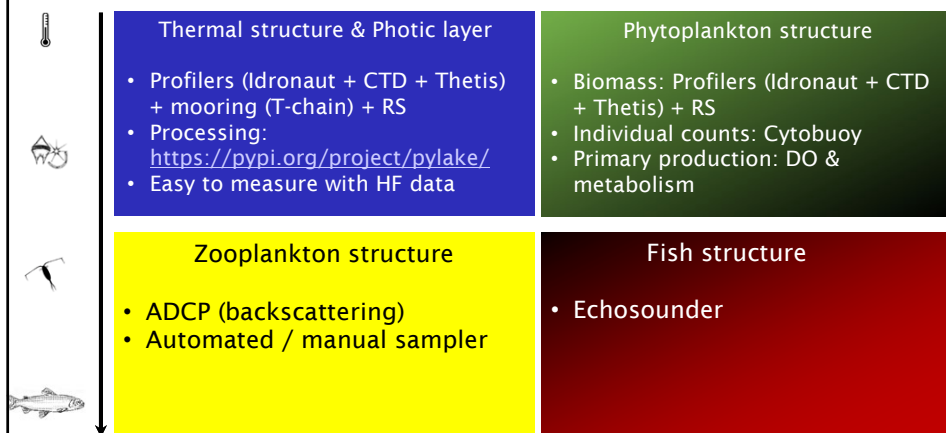 Thermal structure & Photic layer
• Profilers (Idronaut + CTD + Thetis)
+ mooring (T-chain) + RS
• Processing:
https://pypi.org/project/pylake/
• Easy to measure with HF data
Phytoplankton structure
• Biomass: Profilers (Idronaut + CTD
+ Thetis) + RS
• Individual counts: Cytobuoy
• Primary production: DO &
metabolism
Zooplankton structure
• ADCP (backscattering)
• Automated / manual sampler
Fish structure
• Echosounder